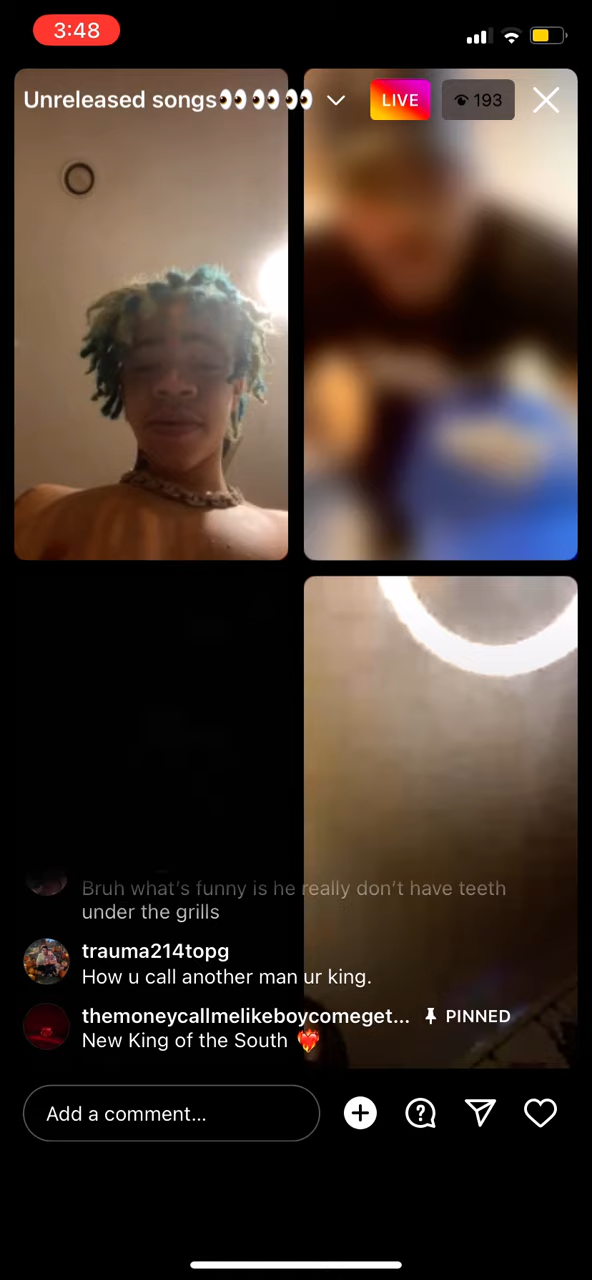 3:48
Unreleased songs👀👀👀
LIVE
193
Bruh what's funny is he really don't have teeth
under the grills
trauma214topg
How u call another man ur king.
themoneycallmelikeboycomeget... PINNED
New King of the South ❤️‍🔥
Add a comment...